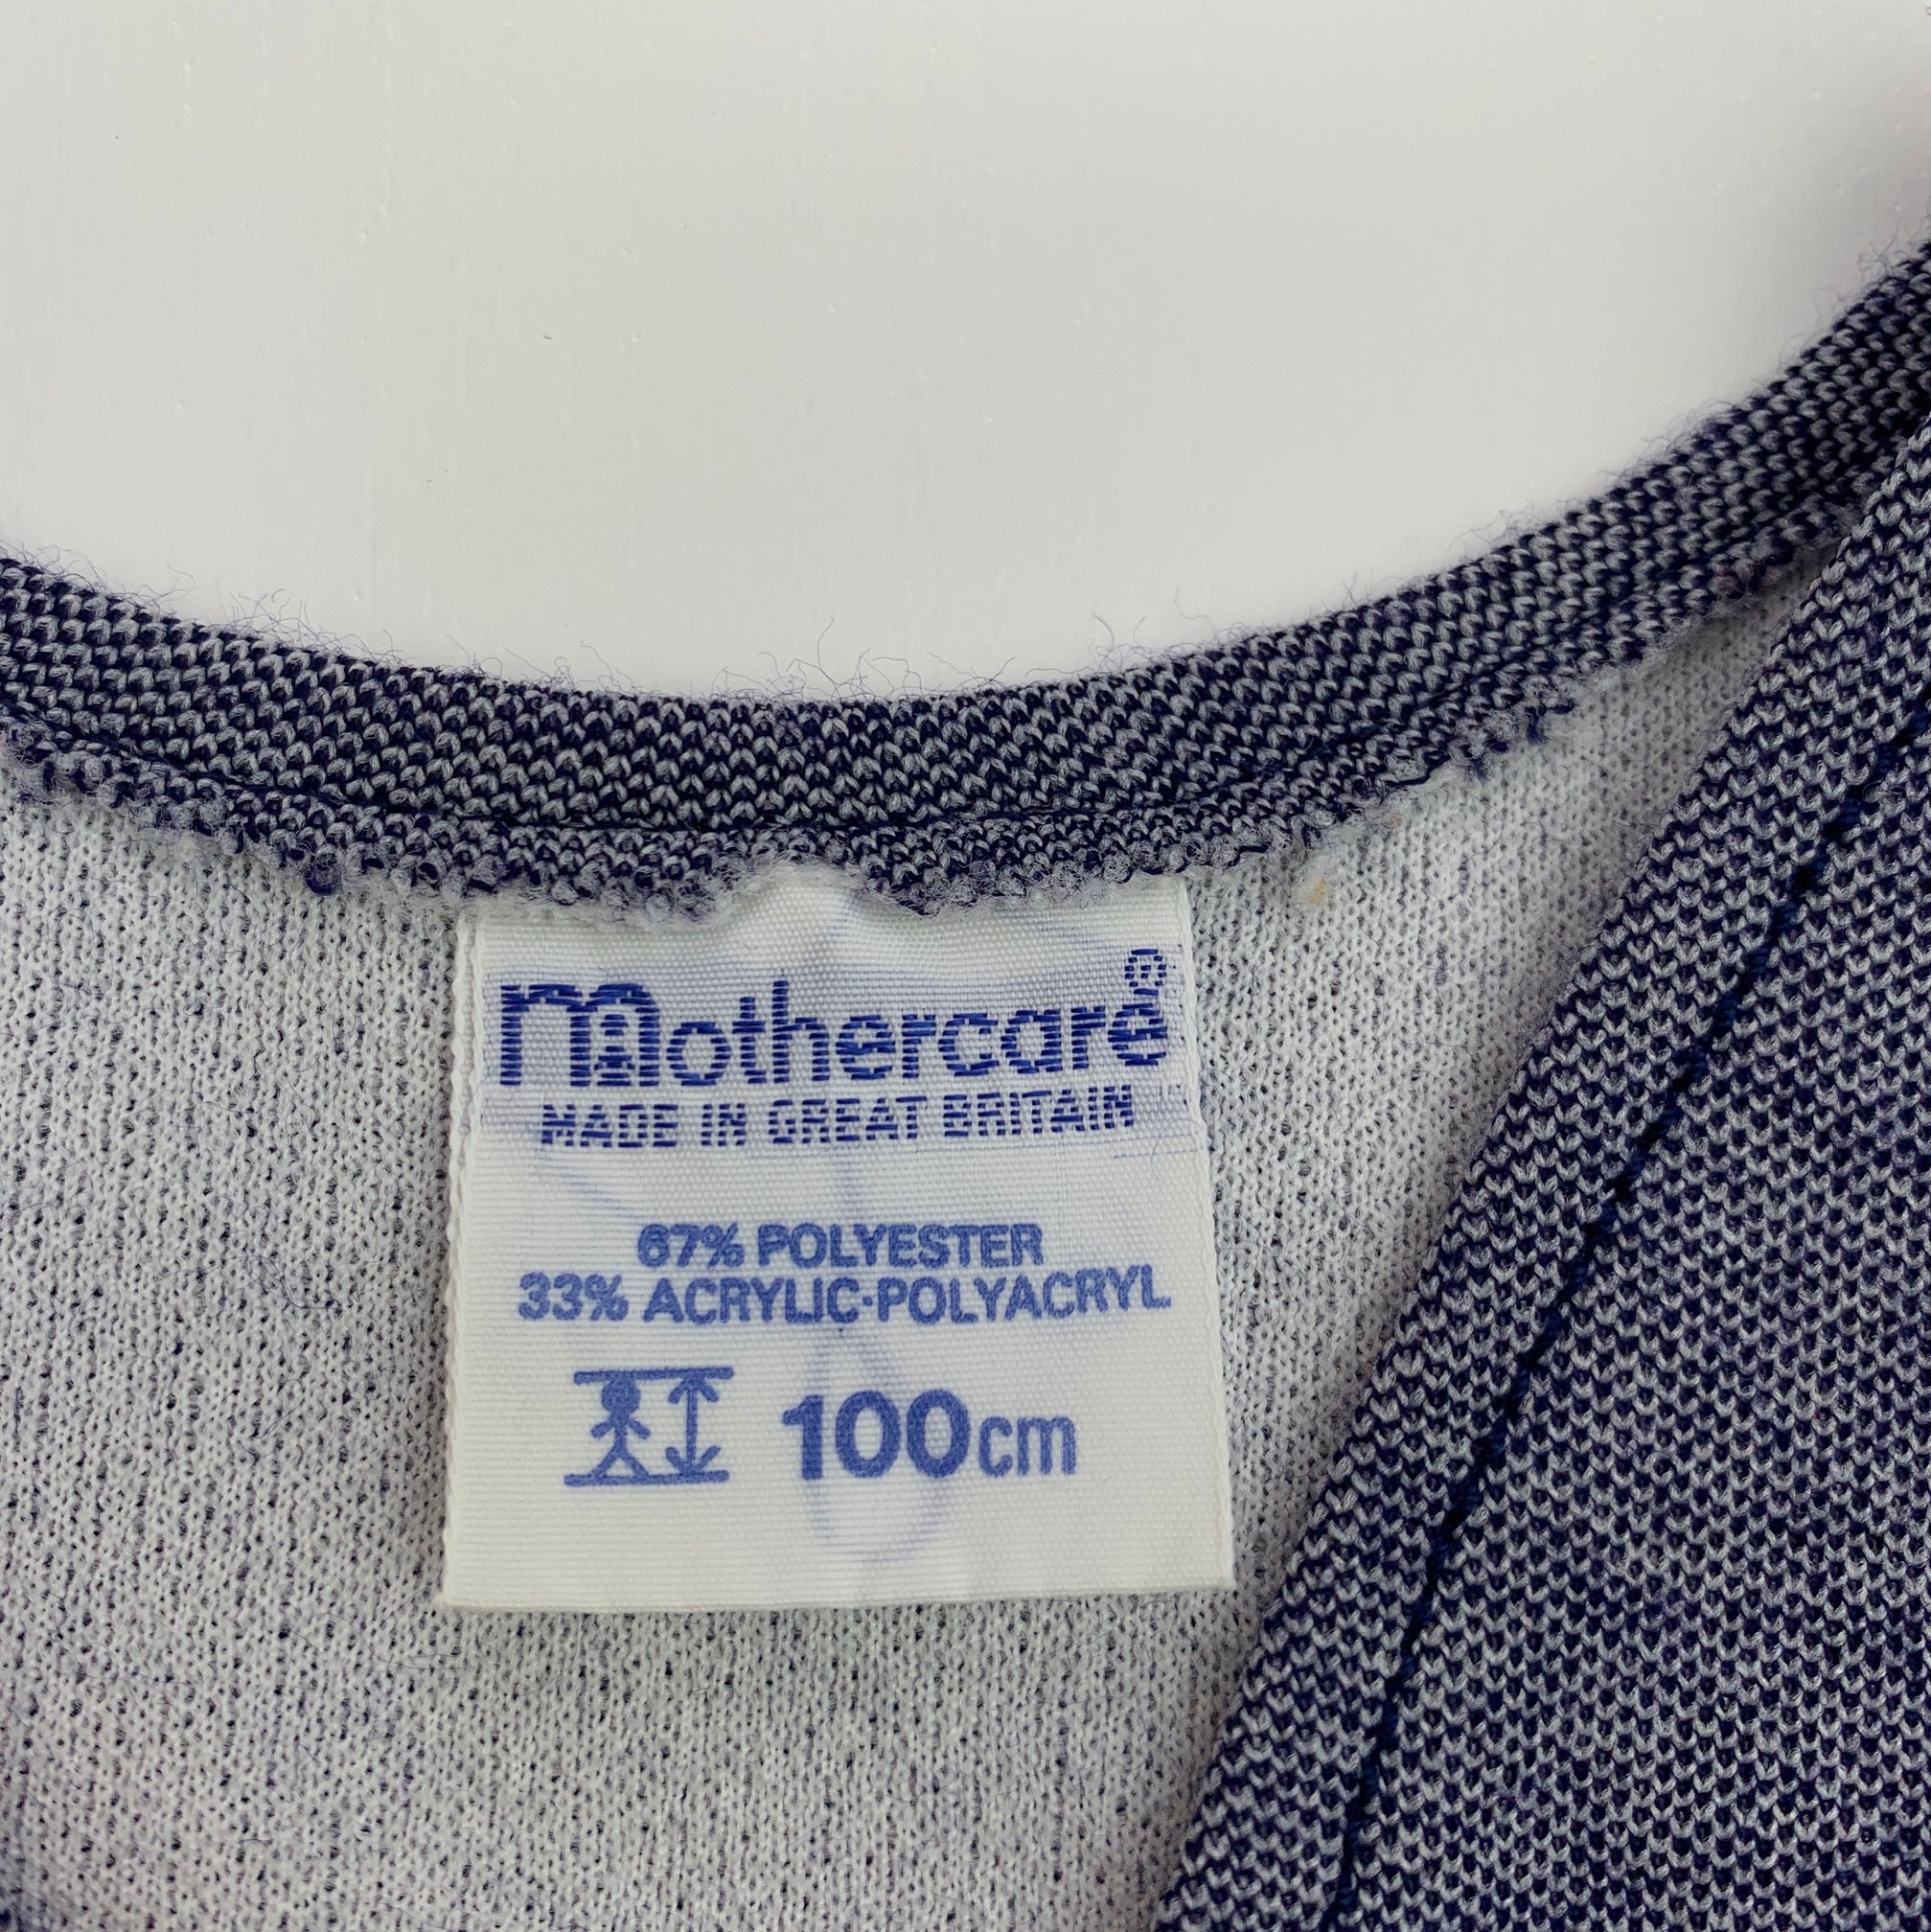 mothercare®
MADE IN GREAT BRITAIN
67% POLYESTER
33% ACRYLIC·POLYACRYL
100cm